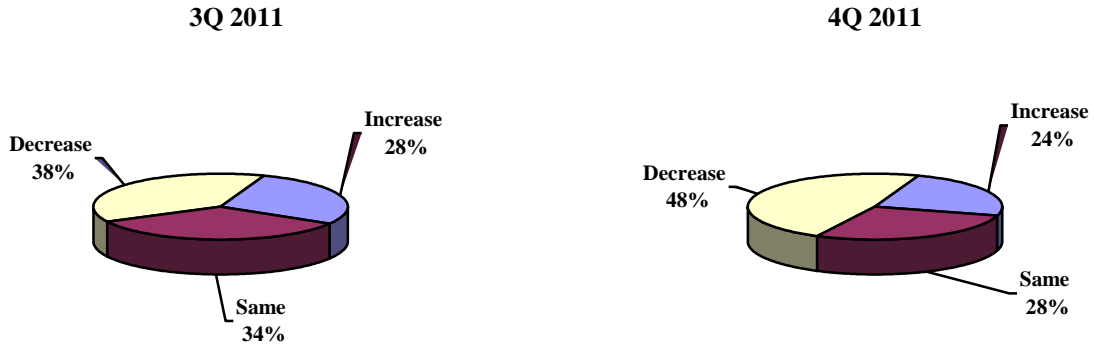 3Q 2011
Increase
28%
Decrease
38%
Same
34%
4Q 2011
Increase
24%
Decrease
48%
Same
28%